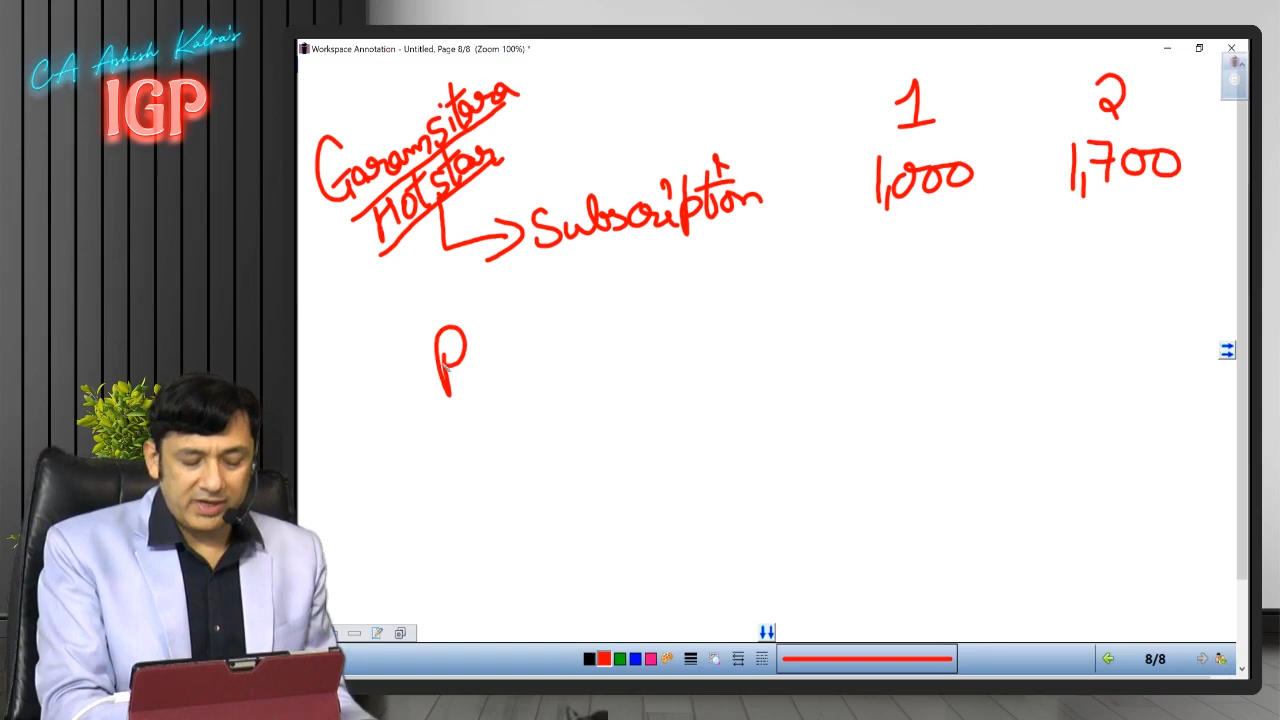 CA Ashish Kalra's
IGP
Workspace Annotation - Untitled, Page 8/8 (Zoom 100%) *
Garamsitara
Hotstar
Subscription
1 2
1,000 1,700
P
8/8